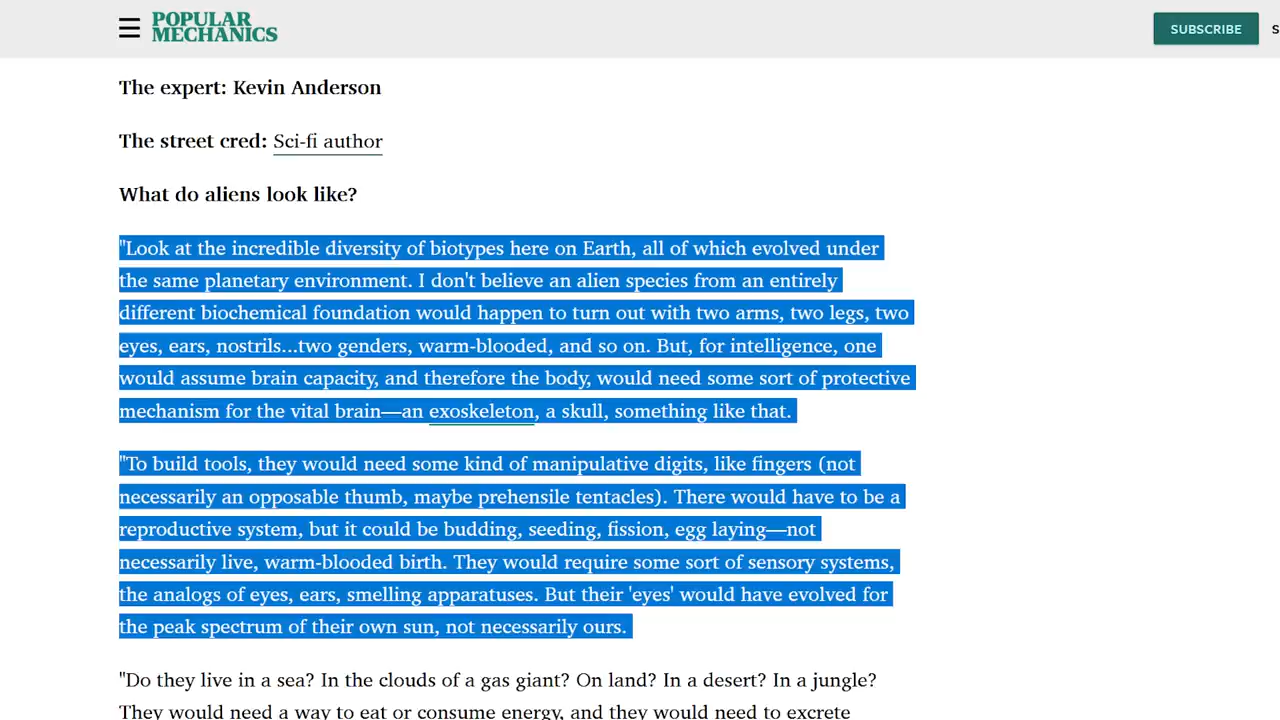 POPULAR
MECHANICS
SUBSCRIBE
S
The expert: Kevin Anderson
The street cred: Sci-fi author
What do aliens look like?
"Look at the incredible diversity of biotypes here on Earth, all of which evolved under
the same planetary environment. I don't believe an alien species from an entirely
different biochemical foundation would happen to turn out with two arms, two legs, two
eyes, ears, nostrils...two genders, warm-blooded, and so on. But, for intelligence, one
would assume brain capacity, and therefore the body, would need some sort of protective
mechanism for the vital brain—an exoskeleton, a skull, something like that.
"To build tools, they would need some kind of manipulative digits, like fingers (not
necessarily an opposable thumb, maybe prehensile tentacles). There would have to be a
reproductive system, but it could be budding, seeding, fission, egg laying—not
necessarily live, warm-blooded birth. They would require some sort of sensory systems,
the analogs of eyes, ears, smelling apparatuses. But their 'eyes' would have evolved for
the peak spectrum of their own sun, not necessarily ours.
"Do they live in a sea? In the clouds of a gas giant? On land? In a desert? In a jungle?
They would need a way to eat or consume energy, and they would need to excrete